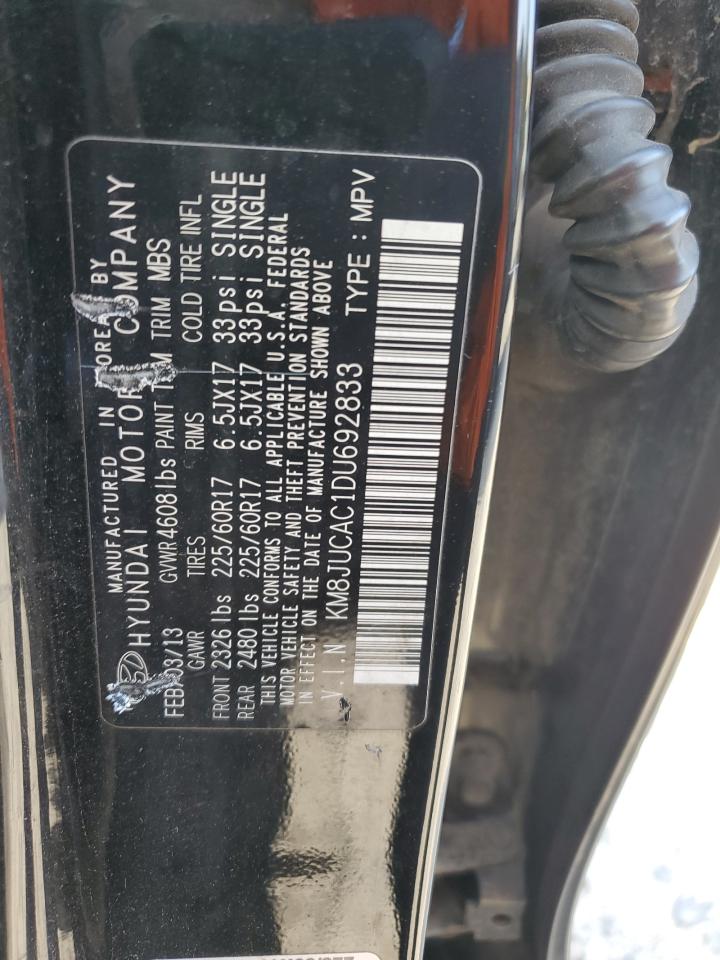 MANUFACTURED IN KOREA BY
HYUNDAI MOTOR COMPANY
FEB/03/13 GVWR 4608 lbs PAINT TRIM MBS
GAWR TIRES RIMS COLD TIRE INFL
FRONT 2326 lbs 225/60R17 6.5JX17 33psi SINGLE
REAR 2480 lbs 225/60R17 6.5JX17 33psi SINGLE
THIS VEHICLE CONFORMS TO ALL APPLICABLE U.S.A. FEDERAL
MOTOR VEHICLE SAFETY AND THEFT PREVENTION STANDARDS
IN EFFECT ON THE DATE OF MANUFACTURE SHOWN ABOVE
V.I.N KM8JUCAC1DU692833 TYPE : MPV